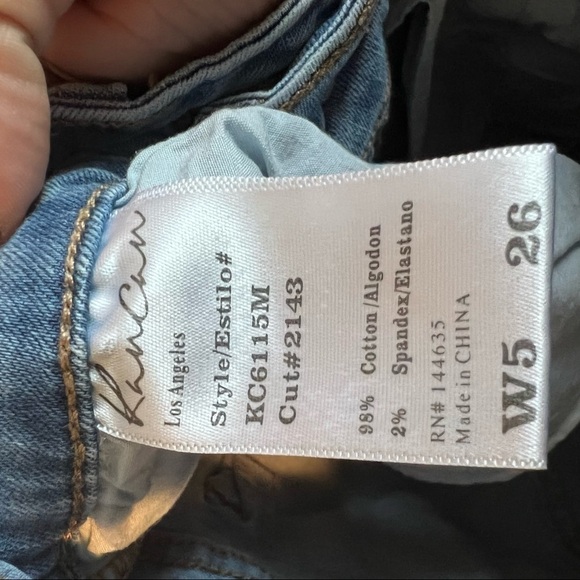 KanCan
Los Angeles
Style/Estilo#
KC6115M
Cut#2143
98% Cotton/Algodon
2% Spandex/Elastano
RN# 144635
Made in CHINA
W5 26